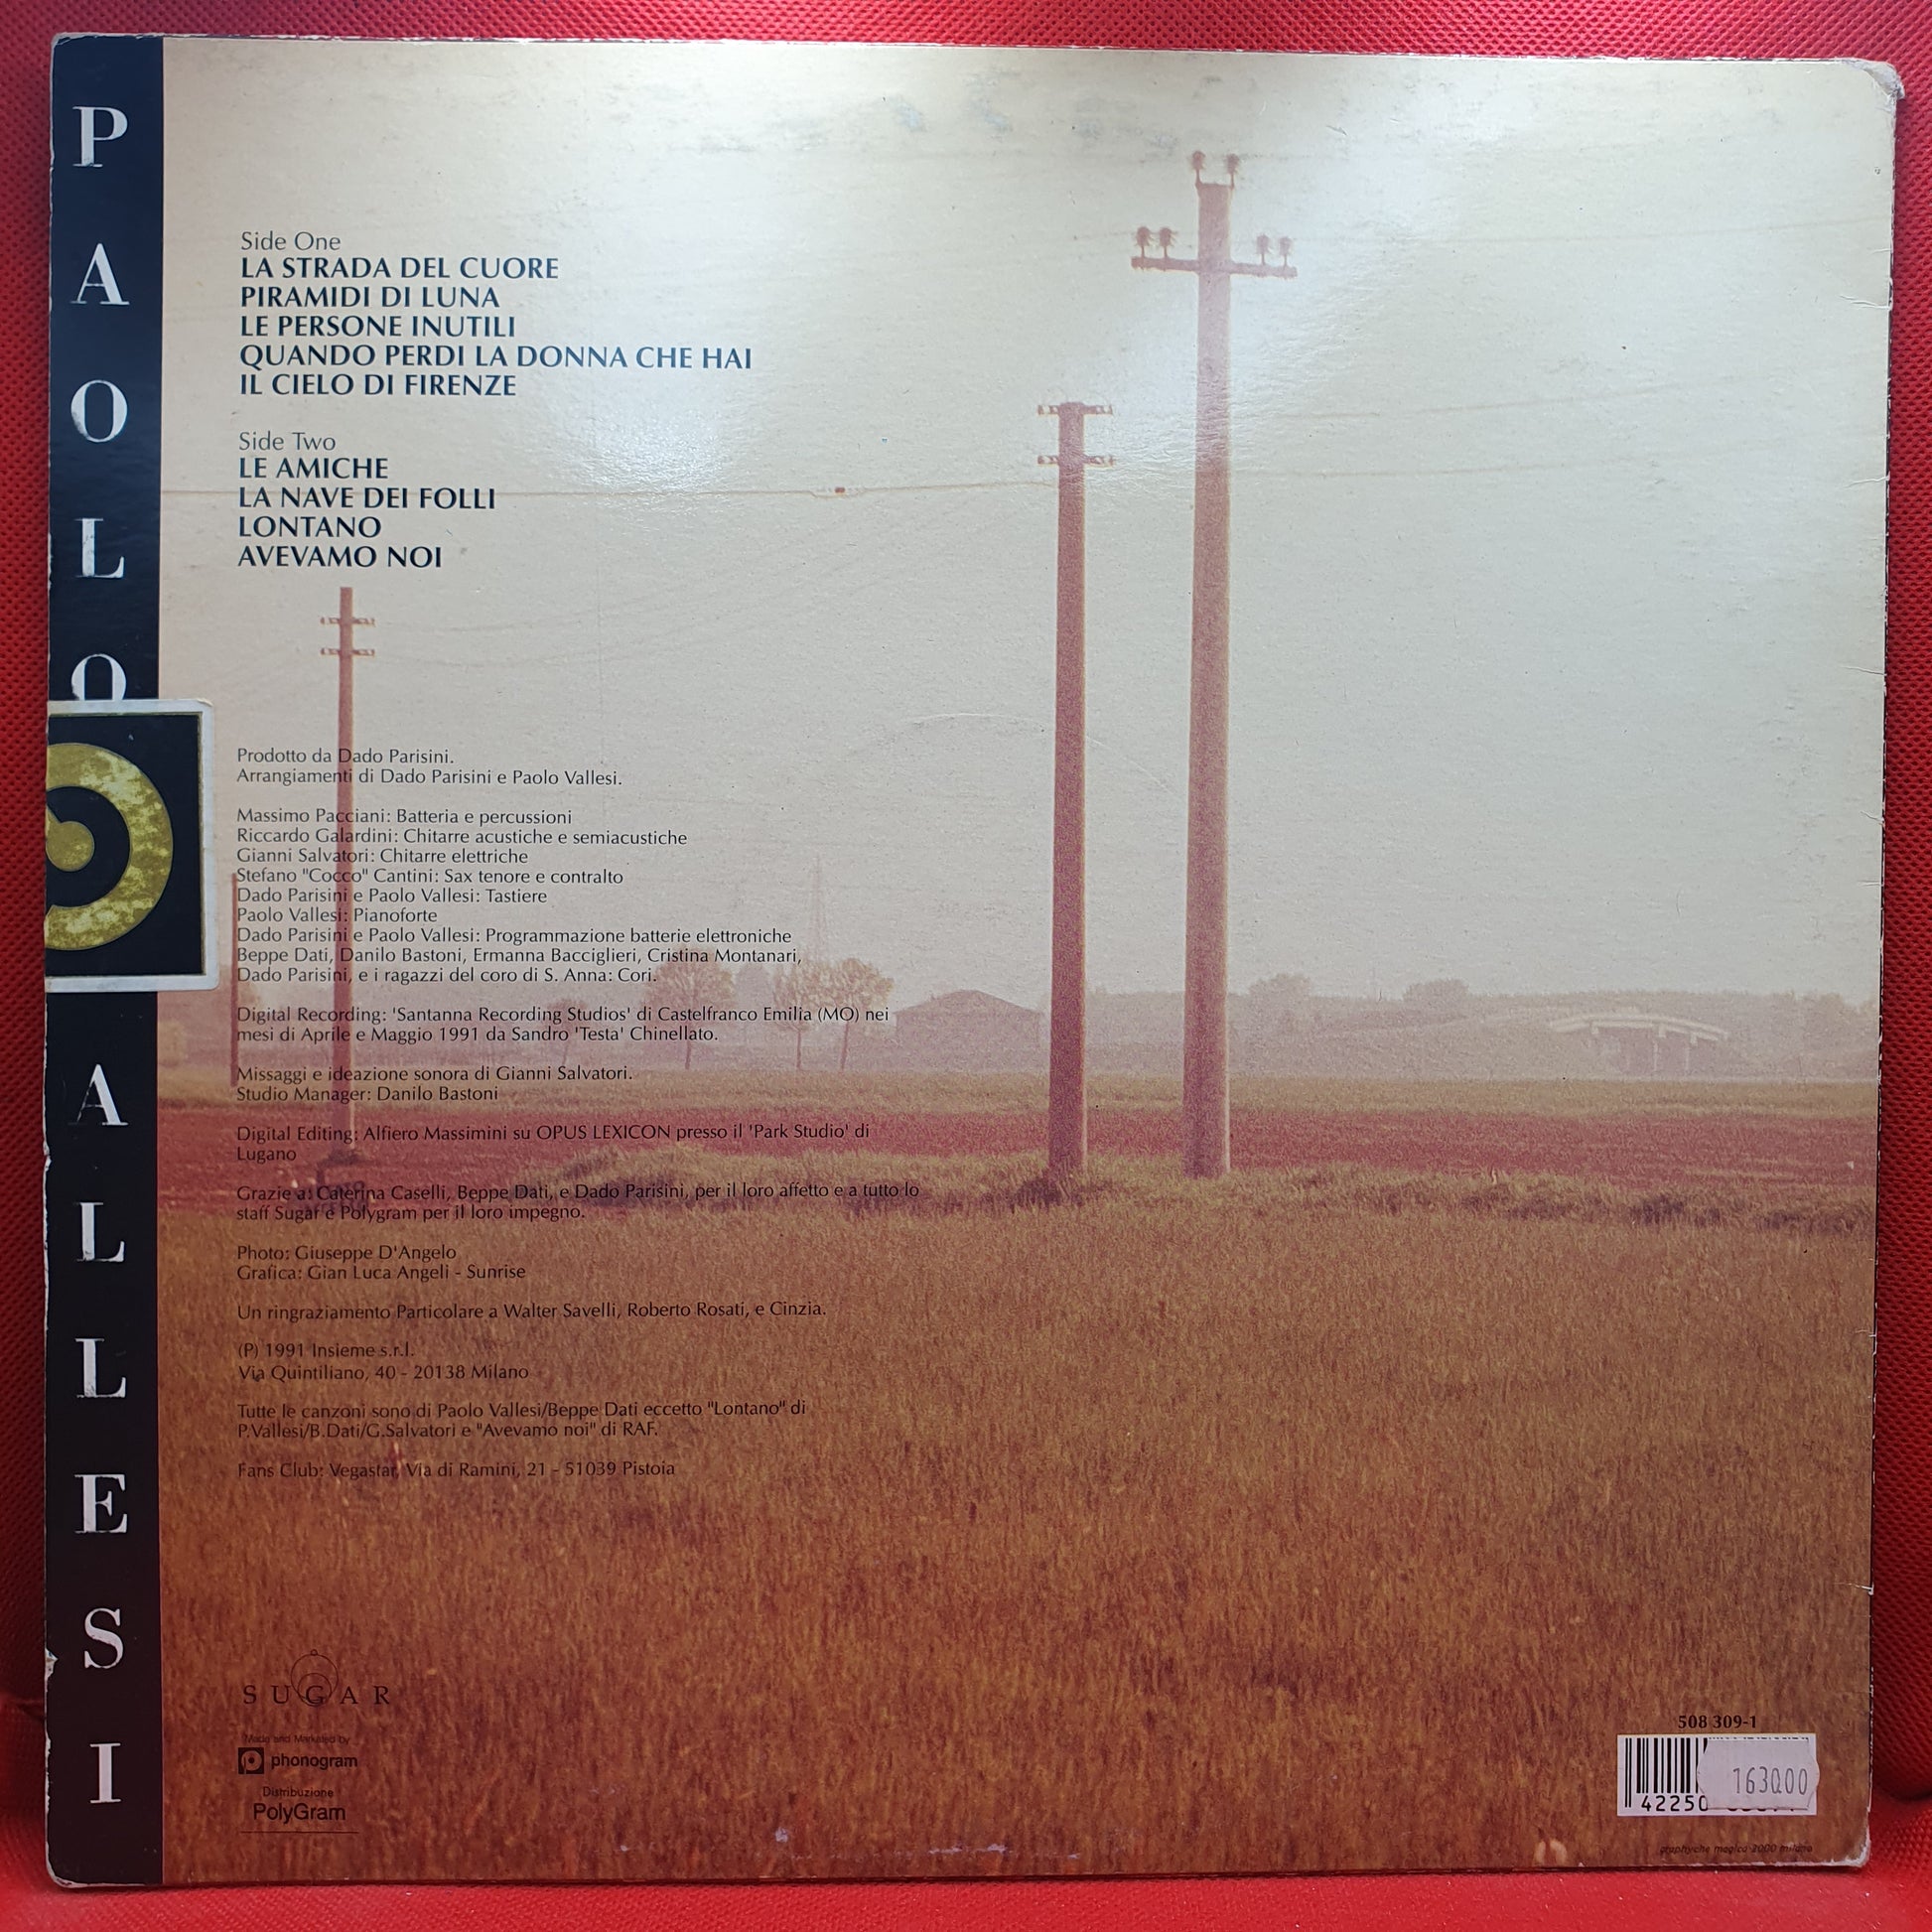 PAOLO
ALLESI
Side One
LA STRADA DEL CUORE
PIRAMIDI DI LUNA
LE PERSONE INUTILI
QUANDO PERDI LA DONNA CHE HAI
IL CIELO DI FIRENZE
Side Two
LE AMICHE
LA NAVE DEI FOLLI
LONTANO
AVEVAMO NOI
Prodotto da Dado Parisini.
Arrangiamenti di Dado Parisini e Paolo Vallesi.
Massimo Pacciani: Batteria e percussioni
Riccardo Galardini: Chitarre acustiche e semiacustiche
Gianni Salvatori: Chitarre elettriche
Stefano "Cocco" Cantini: Sax tenore e contralto
Dado Parisini e Paolo Vallesi: Tastiere
Paolo Vallesi: Pianoforte
Dado Parisini e Paolo Vallesi: Programmazione batterie elettroniche
Beppe Dati, Danilo Bastoni, Ermanna Bacciglieri, Cristina Montanari,
Dado Parisini, e i ragazzi del coro di S. Anna: Cori.
Digital Recording: 'Santanna Recording Studios' di Castelfranco Emilia (MO) nei
mesi di Aprile e Maggio 1991 da Sandro 'Testa' Chinellato.
Missaggi e ideazione sonora di Gianni Salvatori.
Studio Manager: Danilo Bastoni
Digital Editing: Alfiero Massimini su OPUS LEXICON presso il 'Park Studio' di
Lugano
Grazie a: Caterina Caselli, Beppe Dati, e Dado Parisini, per il loro affetto e a tutto lo
staff Sugar e Polygram per il loro impegno.
Photo: Giuseppe D'Angelo
Grafica: Gian Luca Angeli - Sunrise
Un ringraziamento Particolare a Walter Savelli, Roberto Rosati, e Cinzia.
(P) 1991 Insieme s.r.l.
Via Quintiliano, 40 - 20138 Milano
Tutte le canzoni sono di Paolo Vallesi/Beppe Dati eccetto "Lontano" di
P.Vallesi/B.Dati/G.Salvatori e "Avevamo noi" di RAF.
Fans Club: Vegastar, Via di Ramini, 21 - 51039 Pistoia
SUGAR
Made and Marketed by
phonogram
Distribuzione
PolyGram
508 309-1
163000
42250
graphyche magica 2000 milano